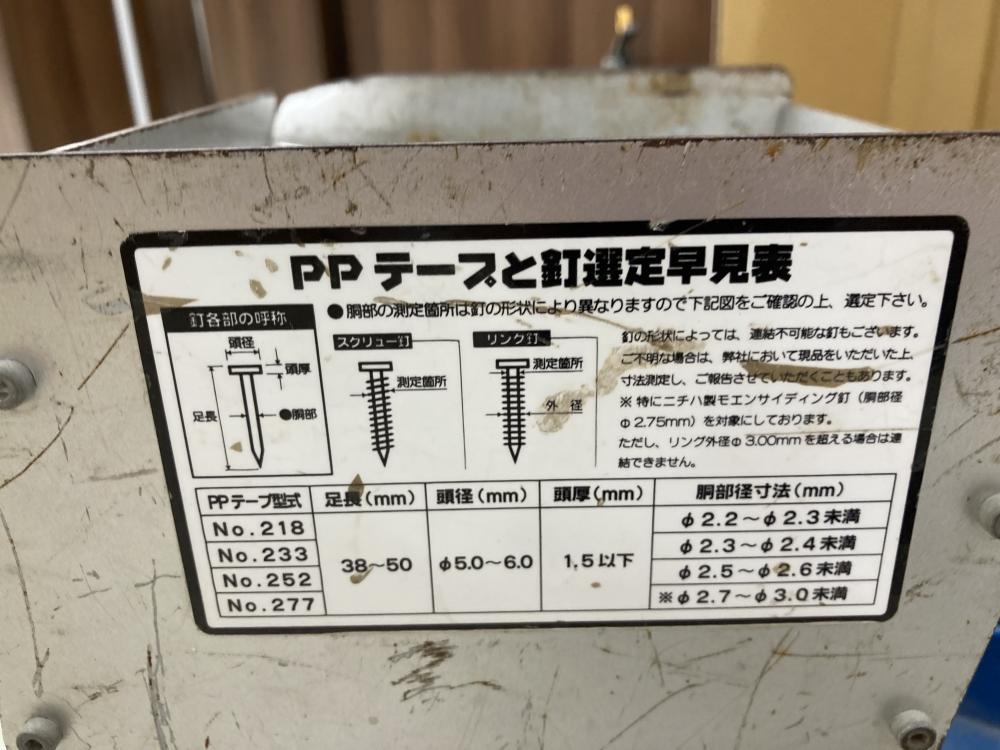 PPテープと釘選定早見表
●胴部の測定箇所は釘の形状により異なりますので下記図をご確認の上、選定下さい。
釘各部の呼称
頭径
頭厚
足長
●胴部
スクリュー釘
測定箇所
リング釘
測定箇所
外径
釘の形状によっては、連結不可能な釘もございます。
ご不明な場合は、弊社において現品をいただいた上、
寸法測定し、ご報告させていただくこともあります。
※特にニチハ製モエンサイディング釘（胴部径
φ2.75mm）を対象にしております。
ただし、リング外径φ3.00mmを超える場合は連
結できません。
PPテープ型式 足長(mm) 頭径(mm) 頭厚(mm) 胴部径寸法(mm)
No.218 38～50 φ5.0～6.0 1.5以下 φ2.2～φ2.3未満
No.233 φ2.3～φ2.4未満
No.252 φ2.5～φ2.6未満
No.277 ※φ2.7～φ3.0未満